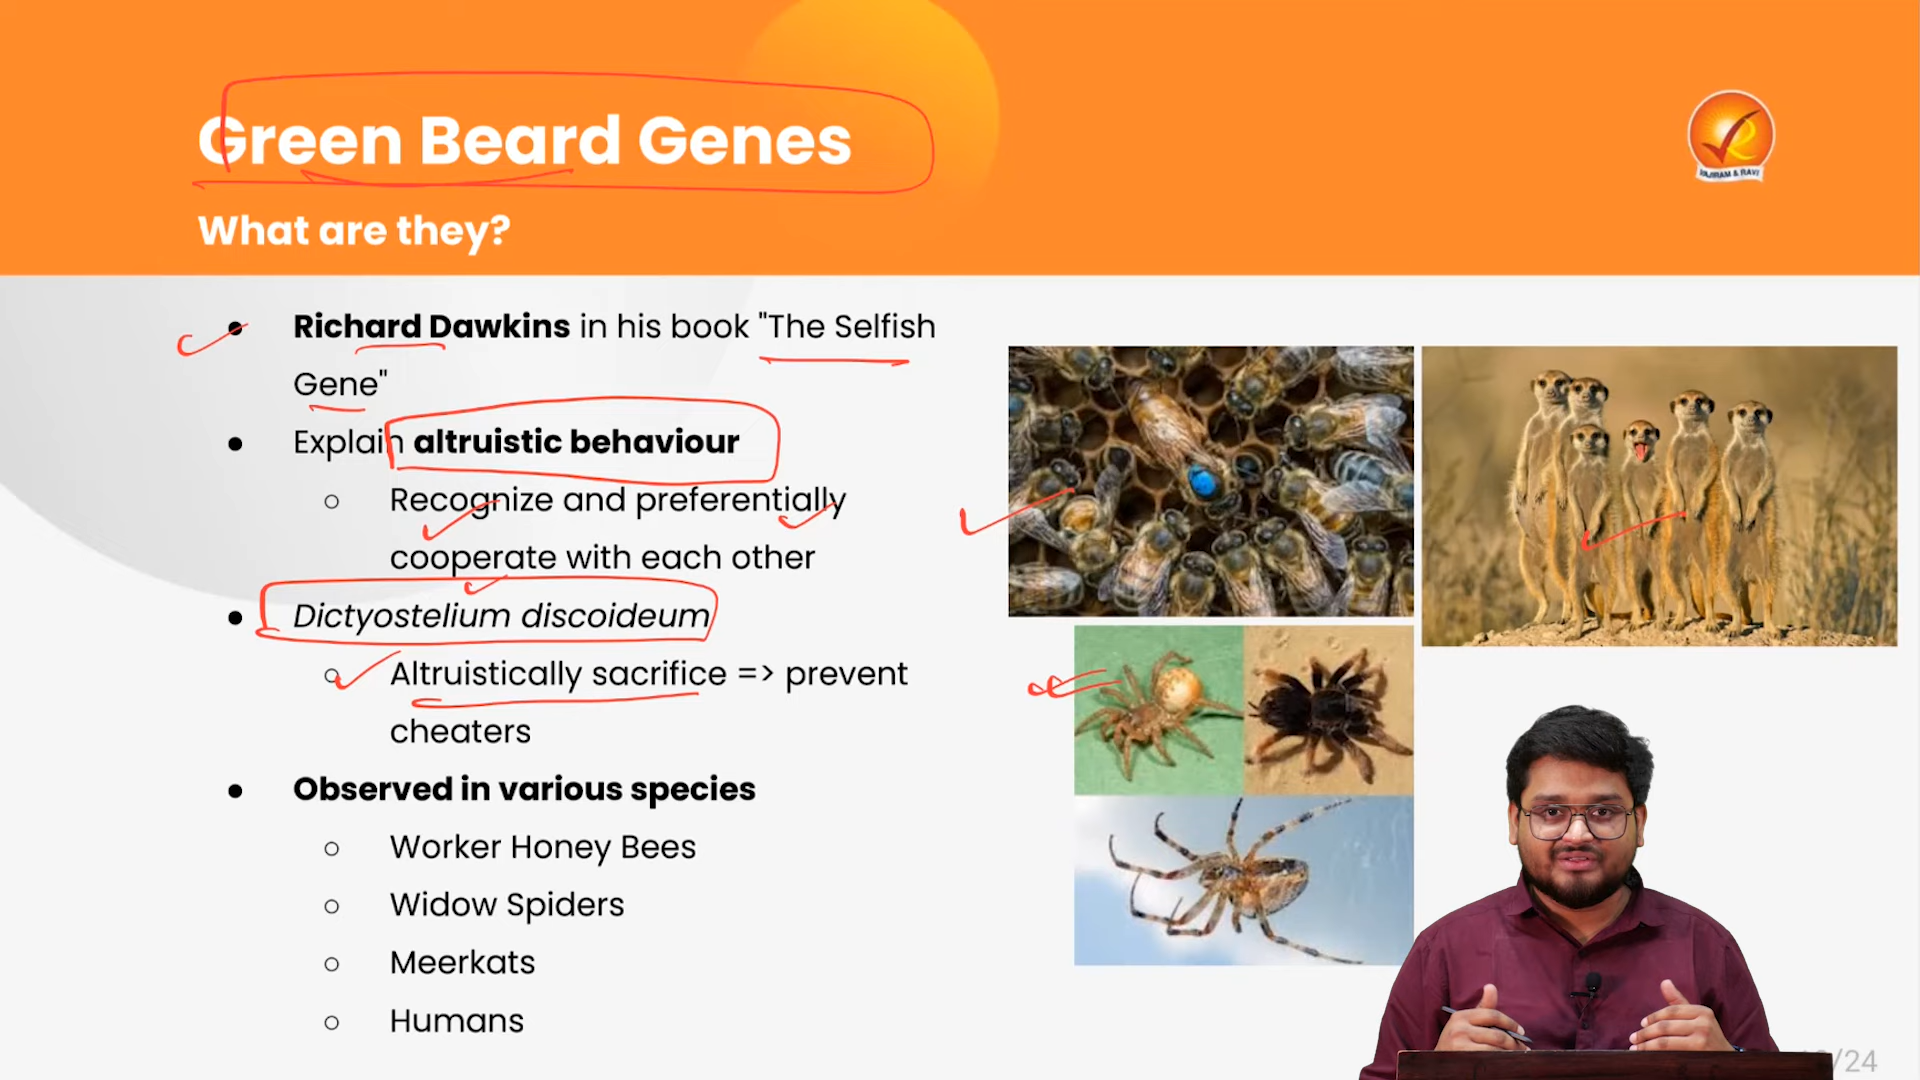 Green Beard Genes
VAJIRAM & RAVI
What are they?
Richard Dawkins in his book "The Selfish
Gene"
Explain altruistic behaviour
Recognize and preferentially
cooperate with each other
Dictyostelium discoideum
Altruistically sacrifice => prevent
cheaters
Observed in various species
Worker Honey Bees
Widow Spiders
Meerkats
Humans
/24